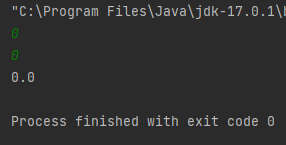 "C:\Program Files\Java\jdk-17.0.1\
0
0
0.0
Process finished with exit code 0